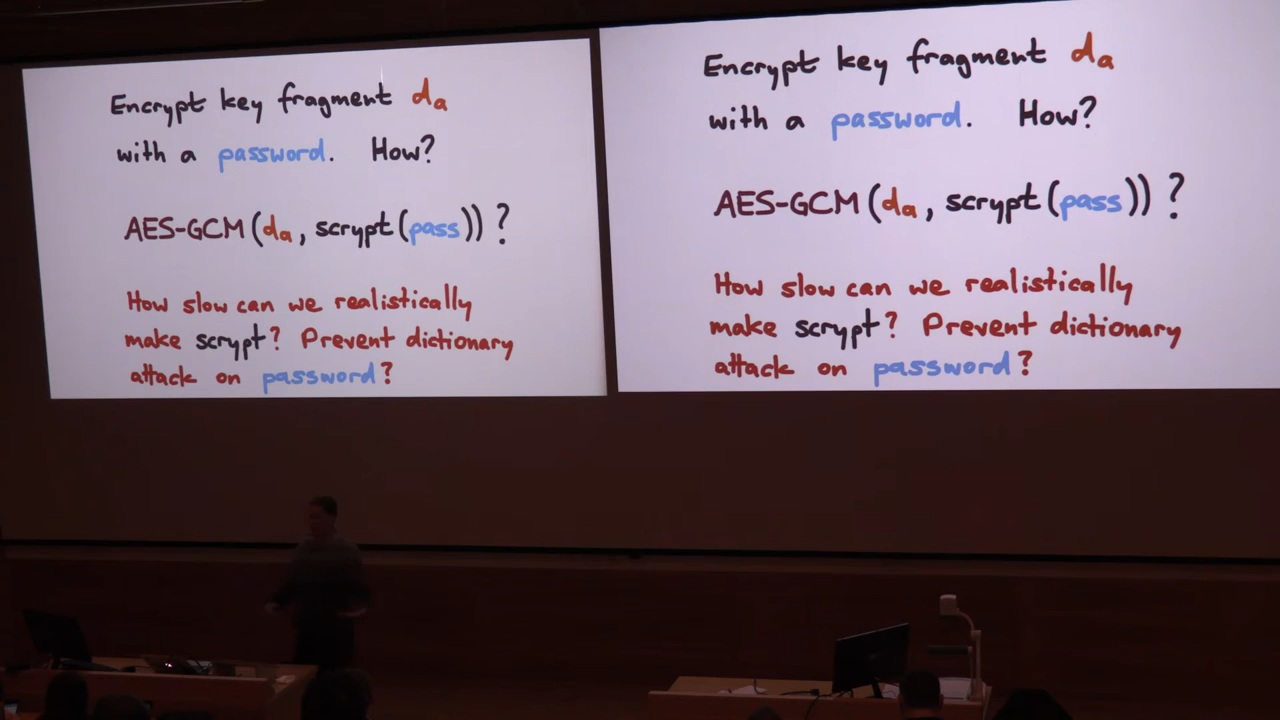 Encrypt key fragment da
with a password. How?
AES-GCM (da, scrypt (pass)) ?
How slow can we realistically
make scrypt? Prevent dictionary
attack on password?
Encrypt key fragment da
with a password. How?
AES-GCM (da, scrypt (pass)) ?
How slow can we realistically
make scrypt? Prevent dictionary
attack on password?